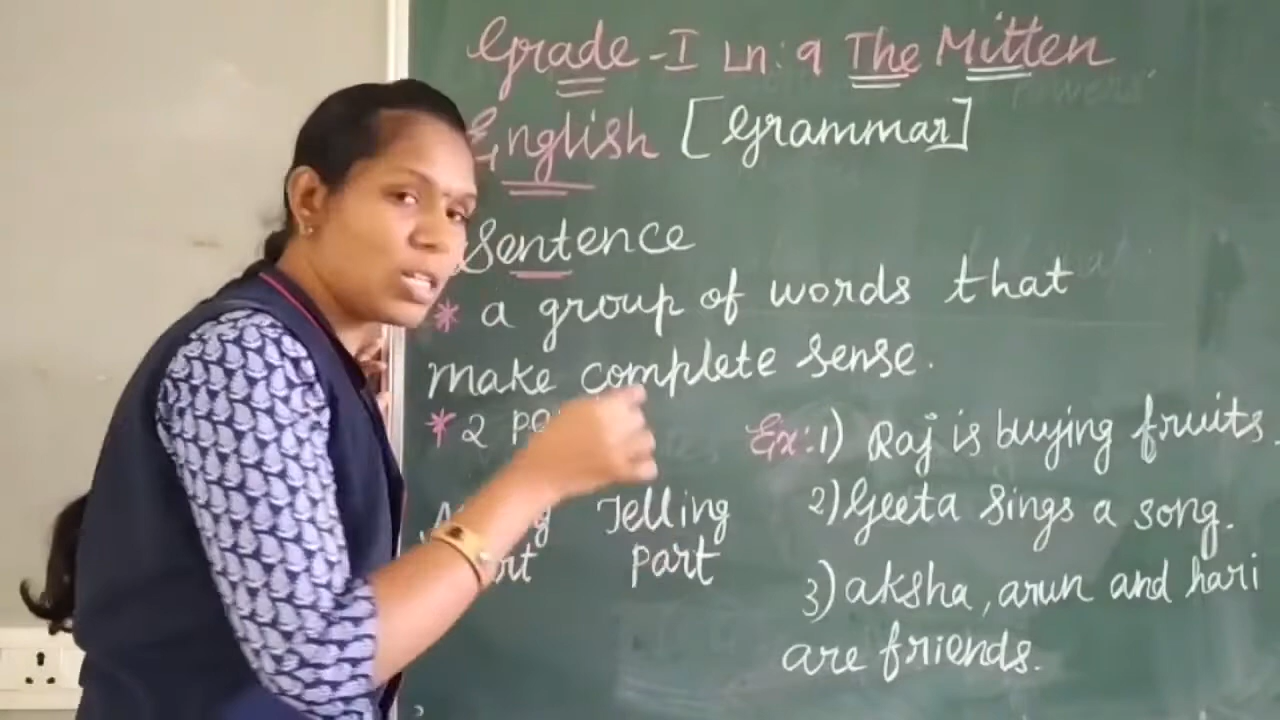 Grade-I Ln: 9 The Mitten
English [Grammar]
Sentence
* a group of words that
make complete sense.
* 2
Telling
part
Ex: 1) Raj is buying fruits.
2) Geeta sings a song.
3) aksha, arun and hari
are friends.